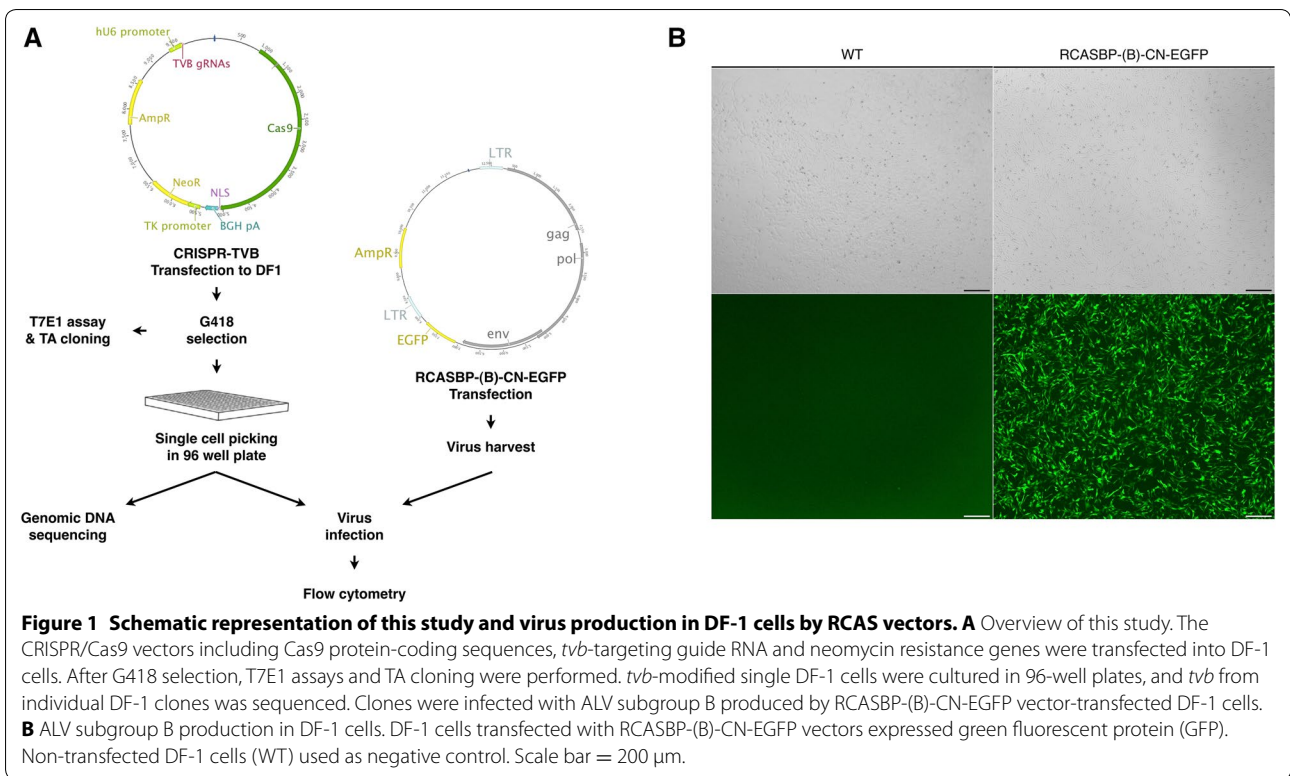 A
hU6 promoter
TVB gRNAs
Cas9
AmpR
NeoR
NLS
TK promoter
BGH pA
CRISPR-TVB
Transfection to DF1
T7E1 assay
& TA cloning
G418
selection
Single cell picking
in 96 well plate
Genomic DNA
sequencing
LTR
gag
pol
AmpR
LTR
EGFP
env
RCASBP-(B)-CN-EGFP
Transfection
Virus harvest
Virus
infection
Flow cytometry
B
WT
RCASBP-(B)-CN-EGFP
Figure 1 Schematic representation of this study and virus production in DF-1 cells by RCAS vectors. A Overview of this study. The
CRISPR/Cas9 vectors including Cas9 protein-coding sequences, tvb-targeting guide RNA and neomycin resistance genes were transfected into DF-1
cells. After G418 selection, T7E1 assays and TA cloning were performed. tvb-modified single DF-1 cells were cultured in 96-well plates, and tvb from
individual DF-1 clones was sequenced. Clones were infected with ALV subgroup B produced by RCASBP-(B)-CN-EGFP vector-transfected DF-1 cells.
B ALV subgroup B production in DF-1 cells. DF-1 cells transfected with RCASBP-(B)-CN-EGFP vectors expressed green fluorescent protein (GFP).
Non-transfected DF-1 cells (WT) used as negative control. Scale bar = 200 µm.